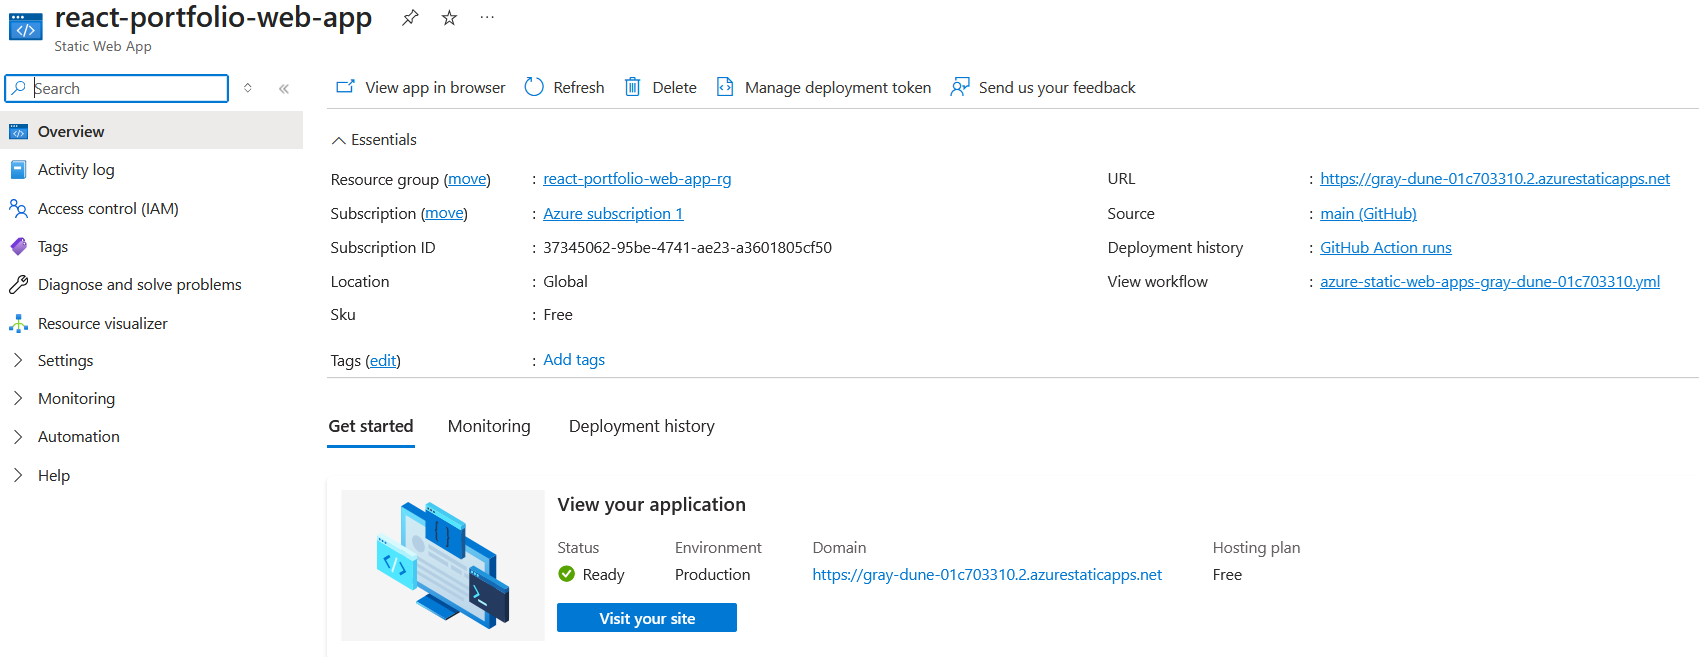 react-portfolio-web-app
Static Web App
Search
Overview
Activity log
Access control (IAM)
Tags
Diagnose and solve problems
Resource visualizer
Settings
Monitoring
Automation
Help
View app in browser Refresh Delete Manage deployment token Send us your feedback
Essentials
Resource group (move) : react-portfolio-web-app-rg
Subscription (move) : Azure subscription 1
Subscription ID : 37345062-95be-4741-ae23-a3601805cf50
Location : Global
Sku : Free
Tags (edit) : Add tags
URL : https://gray-dune-01c703310.2.azurestaticapps.net
Source : main (GitHub)
Deployment history : GitHub Action runs
View workflow : azure-static-web-apps-gray-dune-01c703310.yml
Get started Monitoring Deployment history
View your application
Status Environment Domain Hosting plan
Ready Production https://gray-dune-01c703310.2.azurestaticapps.net Free
Visit your site